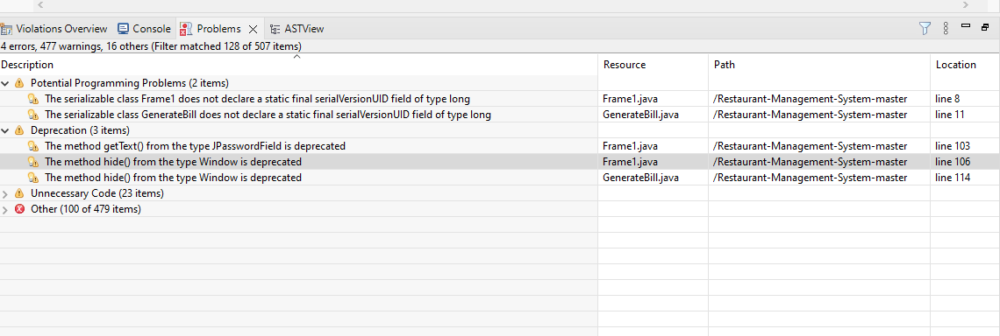 Violations Overview Console Problems ASTView
4 errors, 477 warnings, 16 others (Filter matched 128 of 507 items)
Description Resource Path Location
Potential Programming Problems (2 items)
The serializable class Frame1 does not declare a static final serialVersionUID field of type long Frame1.java /Restaurant-Management-System-master line 8
The serializable class GenerateBill does not declare a static final serialVersionUID field of type long GenerateBill.java /Restaurant-Management-System-master line 11
Deprecation (3 items)
The method getText() from the type JPasswordField is deprecated Frame1.java /Restaurant-Management-System-master line 103
The method hide() from the type Window is deprecated Frame1.java /Restaurant-Management-System-master line 106
The method hide() from the type Window is deprecated GenerateBill.java /Restaurant-Management-System-master line 114
Unnecessary Code (23 items)
Other (100 of 479 items)